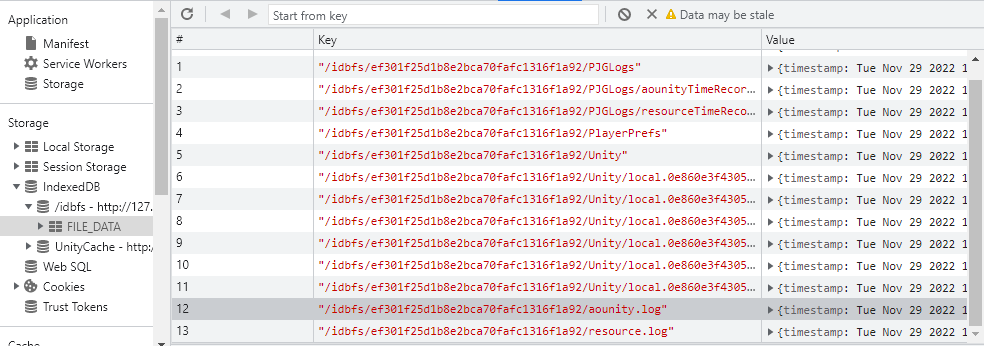 Application
Manifest
Service Workers
Storage
Storage
Local Storage
Session Storage
IndexedDB
/idbfs - http://127.
FILE_DATA
UnityCache - http:/
Web SQL
Cookies
Trust Tokens
Cache
Start from key
Data may be stale
# Key Value
1 "/idbfs/ef301f25d1b8e2bca70fafc1316f1a92/PJGLogs" {timestamp: Tue Nov 29 2022 1
2 "/idbfs/ef301f25d1b8e2bca70fafc1316f1a92/PJGLogs/aounityTimeRecor... {timestamp: Tue Nov 29 2022 1
3 "/idbfs/ef301f25d1b8e2bca70fafc1316f1a92/PJGLogs/resourceTimeReco... {timestamp: Tue Nov 29 2022 1
4 "/idbfs/ef301f25d1b8e2bca70fafc1316f1a92/PlayerPrefs" {timestamp: Tue Nov 29 2022 1
5 "/idbfs/ef301f25d1b8e2bca70fafc1316f1a92/Unity" {timestamp: Tue Nov 29 2022 1
6 "/idbfs/ef301f25d1b8e2bca70fafc1316f1a92/Unity/local.0e860e3f4305... {timestamp: Tue Nov 29 2022 1
7 "/idbfs/ef301f25d1b8e2bca70fafc1316f1a92/Unity/local.0e860e3f4305... {timestamp: Tue Nov 29 2022 1
8 "/idbfs/ef301f25d1b8e2bca70fafc1316f1a92/Unity/local.0e860e3f4305... {timestamp: Tue Nov 29 2022 1
9 "/idbfs/ef301f25d1b8e2bca70fafc1316f1a92/Unity/local.0e860e3f4305... {timestamp: Tue Nov 29 2022 1
10 "/idbfs/ef301f25d1b8e2bca70fafc1316f1a92/Unity/local.0e860e3f4305... {timestamp: Tue Nov 29 2022 1
11 "/idbfs/ef301f25d1b8e2bca70fafc1316f1a92/Unity/local.0e860e3f4305... {timestamp: Tue Nov 29 2022 1
12 "/idbfs/ef301f25d1b8e2bca70fafc1316f1a92/aounity.log" {timestamp: Tue Nov 29 2022 1
13 "/idbfs/ef301f25d1b8e2bca70fafc1316f1a92/resource.log" {timestamp: Tue Nov 29 2022 1